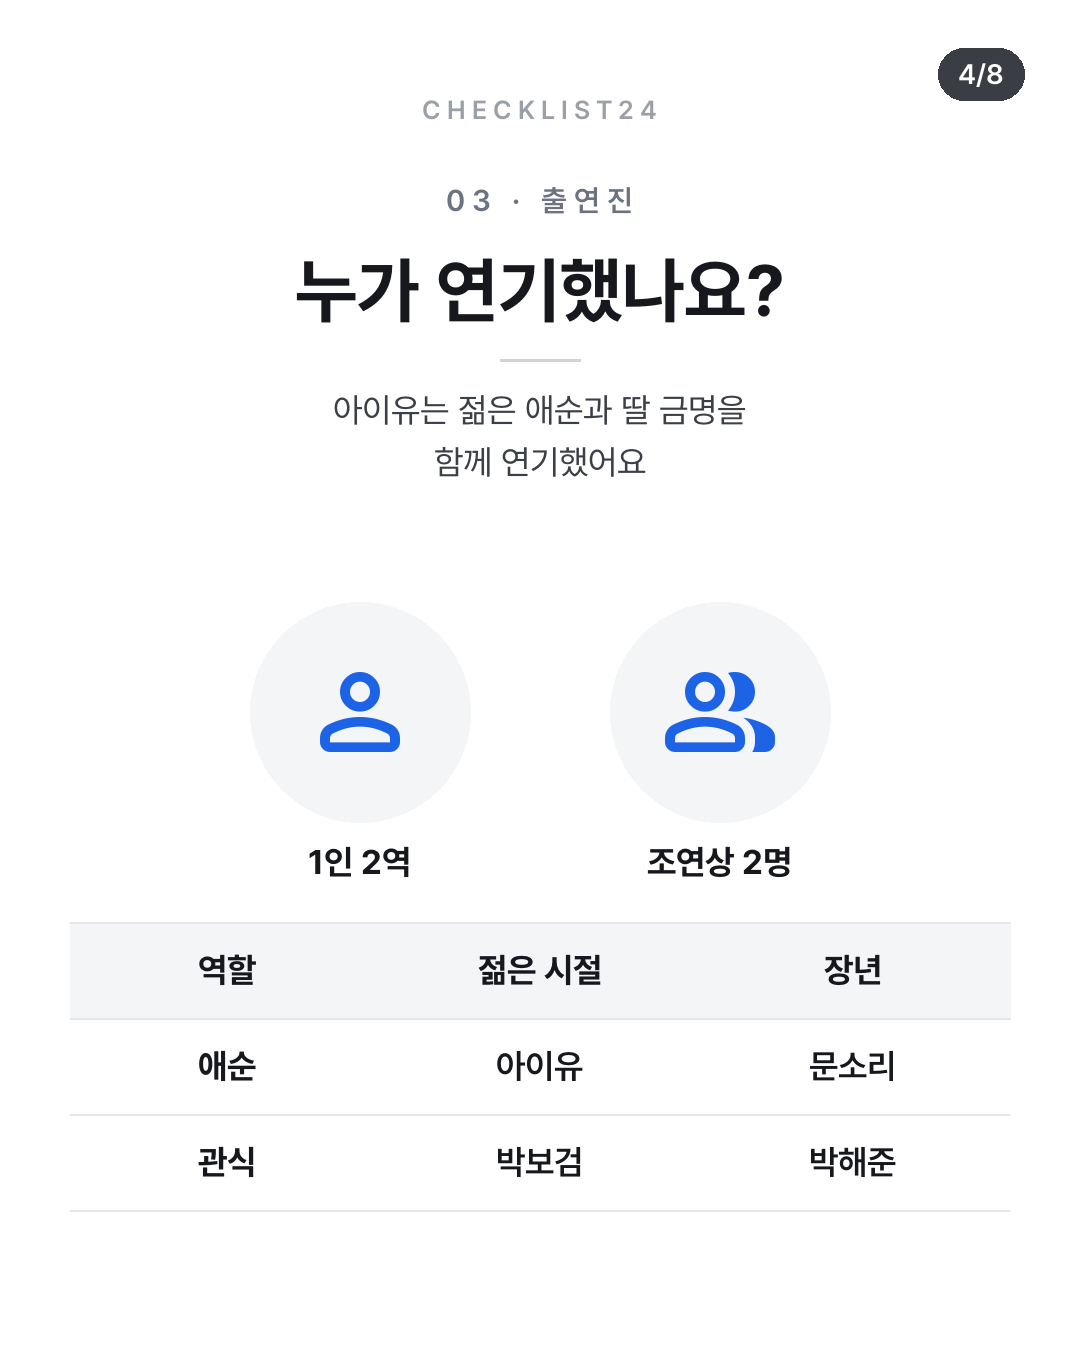 4/8
CHECKLIST24
03 · 출연진
누가 연기했나요?
아이유는 젊은 애순과 딸 금명을
함께 연기했어요
1인 2역
조연상 2명
역할 젊은 시절 장년
애순 아이유 문소리
관식 박보검 박해준